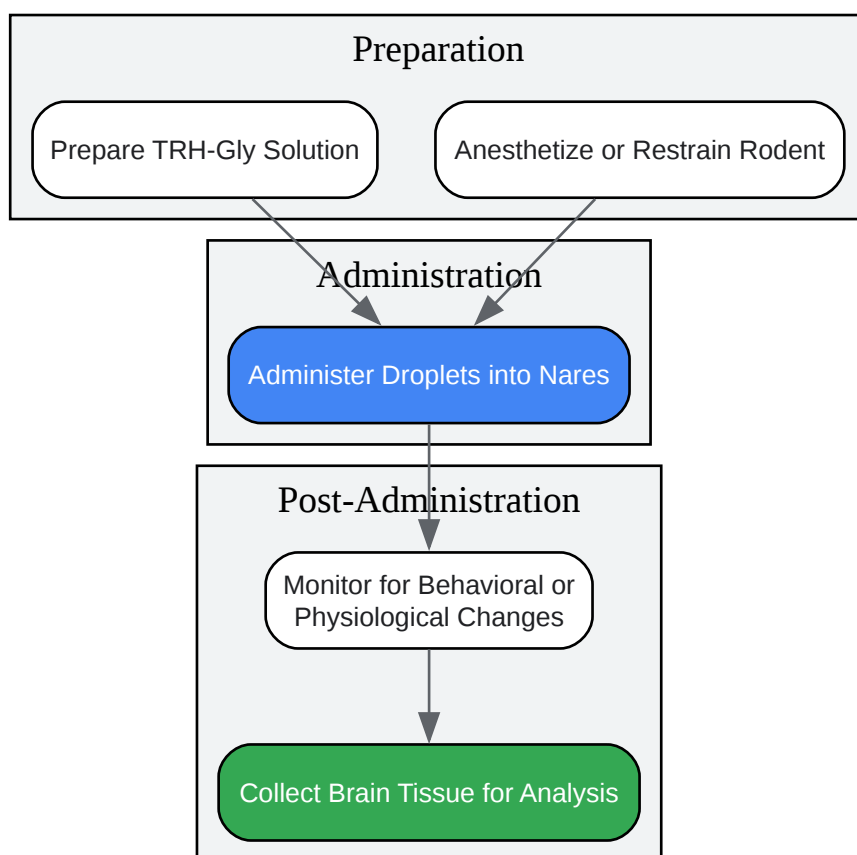 Preparation
Prepare TRH-Gly Solution
Anesthetize or Restrain Rodent
Administration
Administer Droplets into Nares
Post-Administration
Monitor for Behavioral or
Physiological Changes
Collect Brain Tissue for Analysis